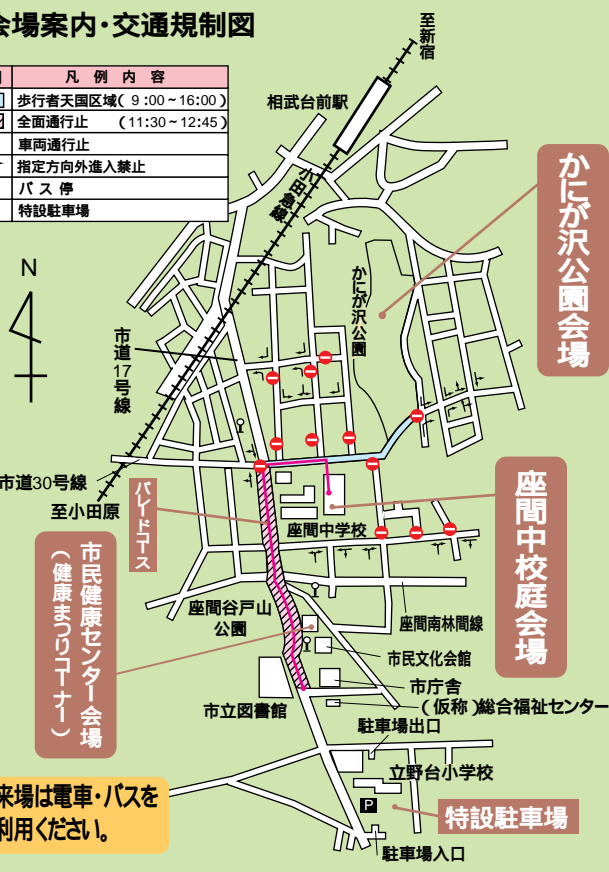 会場案内・交通規制図
凡例内容
歩行者天国区域(9:00~16:00)
全面通行止 (11:30~12:45)
車両通行止
指定方向外進入禁止
バス停
特設駐車場
至新宿
相武台前駅
小田急線
かにが沢公園会場
かにが沢公園
N
市道17号線
市道30号線
至小田原
パレードコース
座間中学校
座間中校庭会場
市民健康センター会場
(健康まつりコーナー)
座間谷戸山
公園
座間南林間線
市民文化会館
市庁舎
(仮称)総合福祉センター
市立図書館
駐車場出口
立野台小学校
P
特設駐車場
駐車場入口
来場は電車・バスを
利用ください。